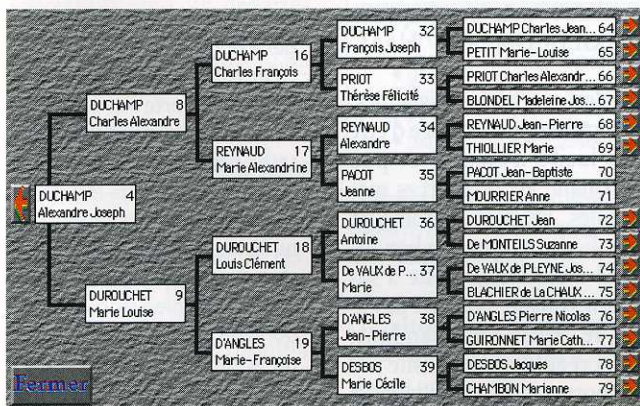 DUCHAMP 4
Alexandre Joseph
DUCHAMP 8
Charles Alexandre
DUROUCHET 9
Marie Louise
DUCHAMP 16
Charles François
REYNAUD 17
Marie Alexandrine
DUROUCHET 18
Louis Clément
D'ANGLES 19
Marie-Françoise
DUCHAMP 32
François Joseph
PRIOT 33
Thérèse Félicité
REYNAUD 34
Alexandre
PACOT 35
Jeanne
DUROUCHET 36
Antoine
De VAUX de P... 37
Marie
D'ANGLES 38
Jean-Pierre
DESBOS 39
Marie Cécile
DUCHAMP Charles Jean... 64
PETIT Marie-Louise 65
PRIOT Charles Alexandr... 66
BLONDEL Madeleine Jos... 67
REYNAUD Jean-Pierre 68
THIOLLIER Marie 69
PACOT Jean-Baptiste 70
MOURRIER Anne 71
DUROUCHET Jean 72
De MONTEILS Suzanne 73
De VAUX de PLEYNE Jos... 74
BLACHIER de La CHAUX... 75
D'ANGLES Pierre Nicolas 76
GUIRONNET Marie Cath... 77
DESBOS Jacques 78
CHAMBON Marianne 79
Fermer